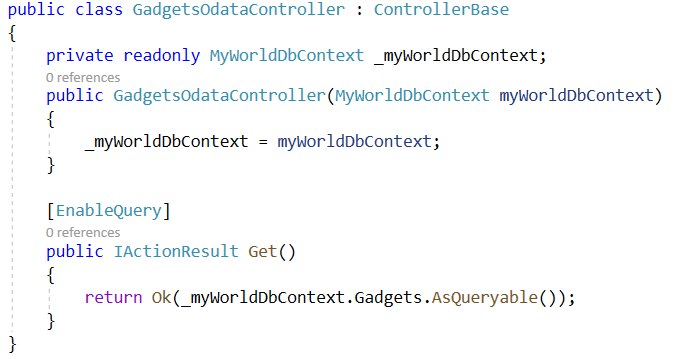 public class GadgetsOdataController : ControllerBase
{
private readonly MyWorldDbContext _myWorldDbContext;
0 references
public GadgetsOdataController(MyWorldDbContext myWorldDbContext)
{
_myWorldDbContext = myWorldDbContext;
}
[EnableQuery]
0 references
public IActionResult Get()
{
return Ok(_myWorldDbContext.Gadgets.AsQueryable());
}
}